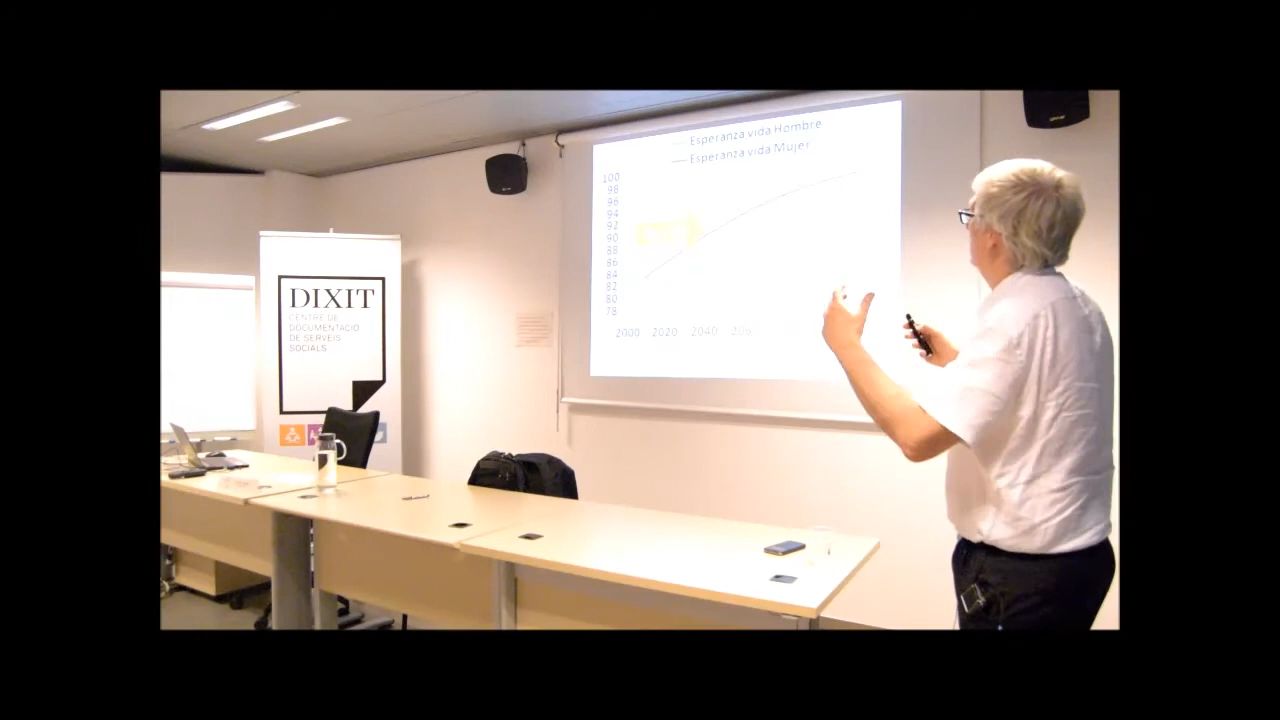 Esperanza vida Hombre
Esperanza vida Mujer
100
98
96
94
92
90
88
86
84
82
80
78
2000 2020 2040
DIXIT
CENTRE DE
DOCUMENTACIÓ
DE SERVEIS
SOCIALS